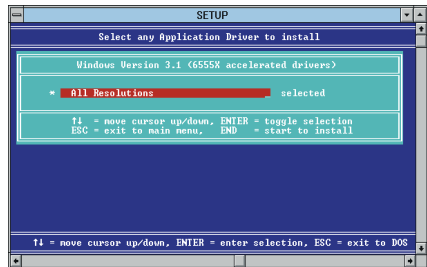 SETUP
Select any Application Driver to install
Windows Version 3.1 (6555X accelerated drivers)
* All Resolutions selected
↑↓ = move cursor up/down, ENTER = toggle selection
ESC = exit to main menu, END = start to install
↑↓ = move cursor up/down, ENTER = enter selection, ESC = exit to DOS